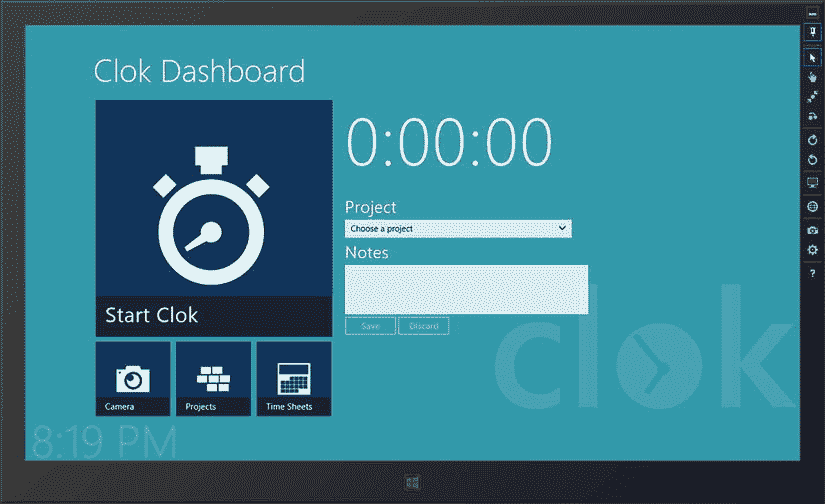 Clok Dashboard
0:00:00
Project
Choose a project
Notes
Start Clok
Save
Discard
Camera
Projects
Time Sheets
clok
8:19 PM
?